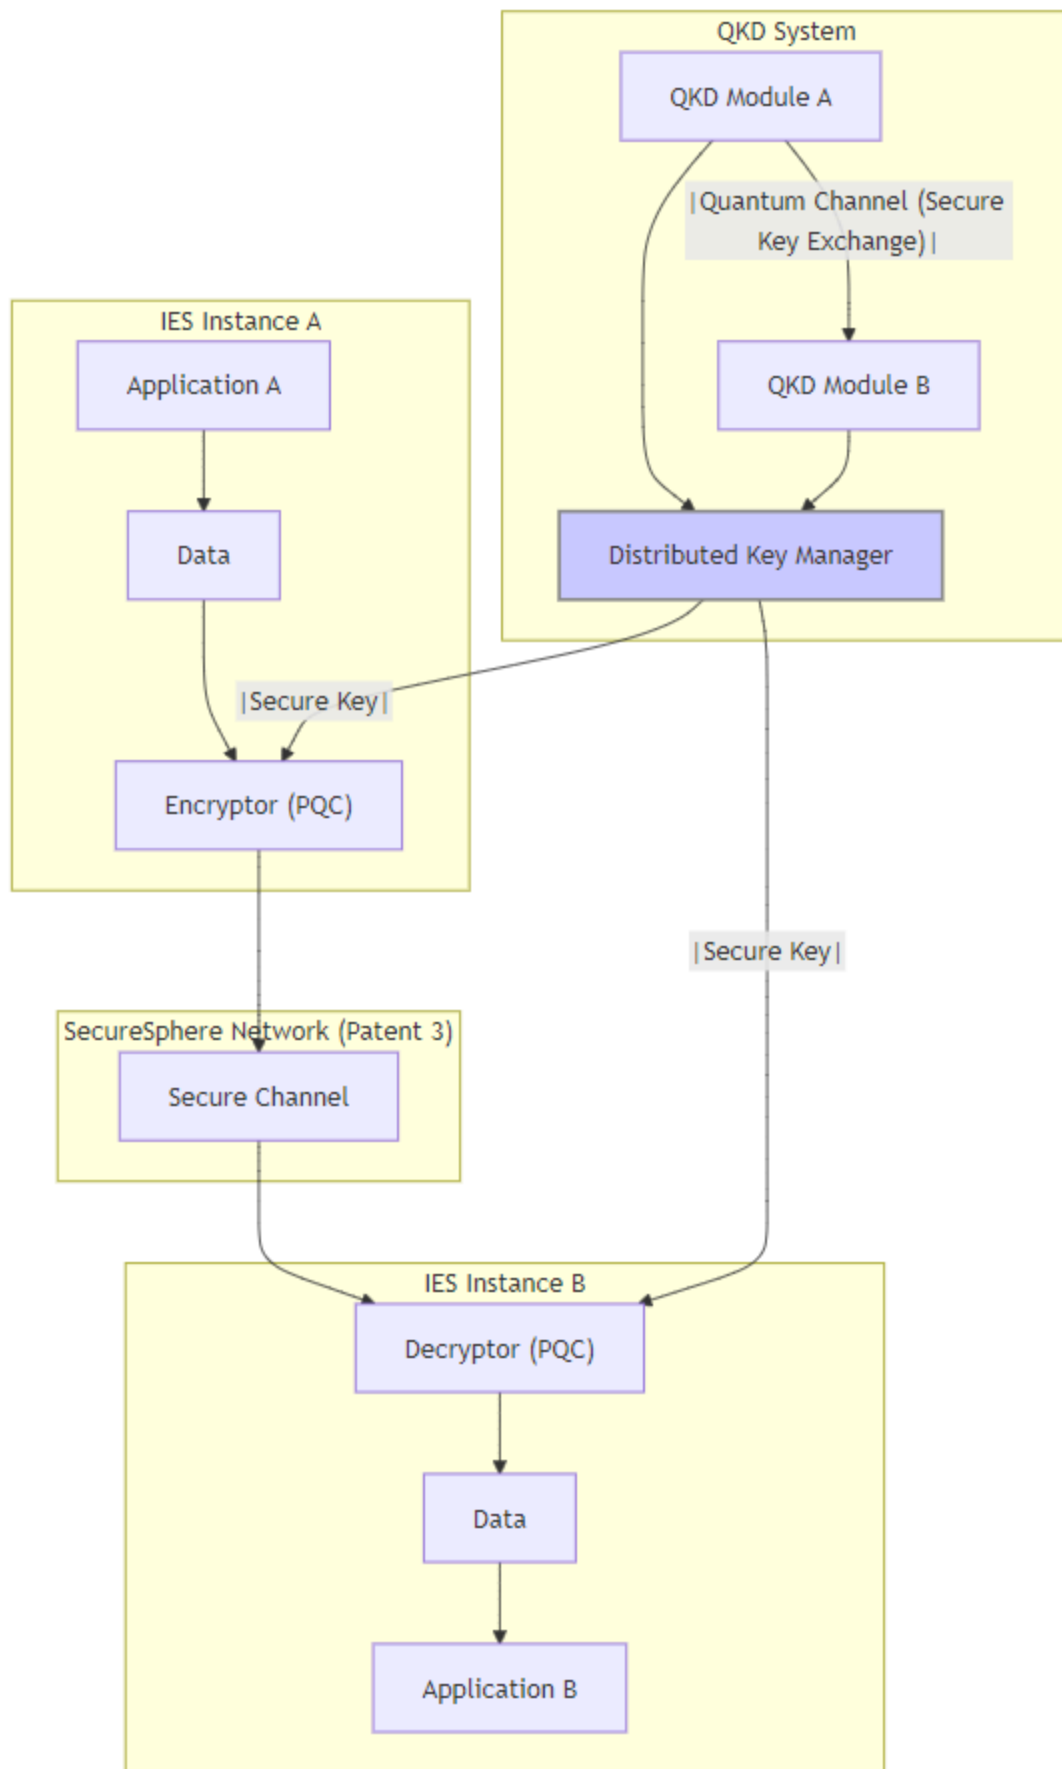 QKD System
QKD Module A
|Quantum Channel (Secure
Key Exchange)|
IES Instance A
Application A
QKD Module B
Data
Distributed Key Manager
|Secure Key|
Encryptor (PQC)
|Secure Key|
SecureSphere Network (Patent 3)
Secure Channel
IES Instance B
Decryptor (PQC)
Data
Application B